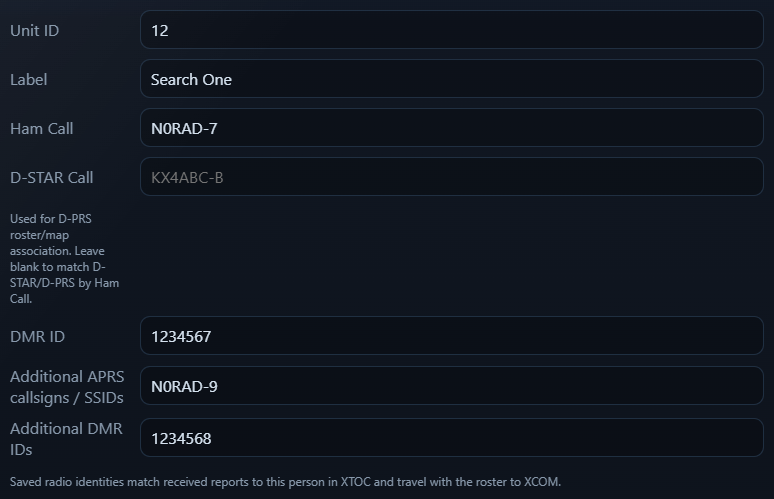 Unit ID
12
Label
Search One
Ham Call
N0RAD-7
D-STAR Call
KX4ABC-B
Used for D-PRS
roster/map
association. Leave
blank to match D-
STAR/D-PRS by Ham
Call.
DMR ID
1234567
Additional APRS
callsigns / SSIDs
N0RAD-9
Additional DMR
IDs
1234568
Saved radio identities match received reports to this person in XTOC and travel with the roster to XCOM.